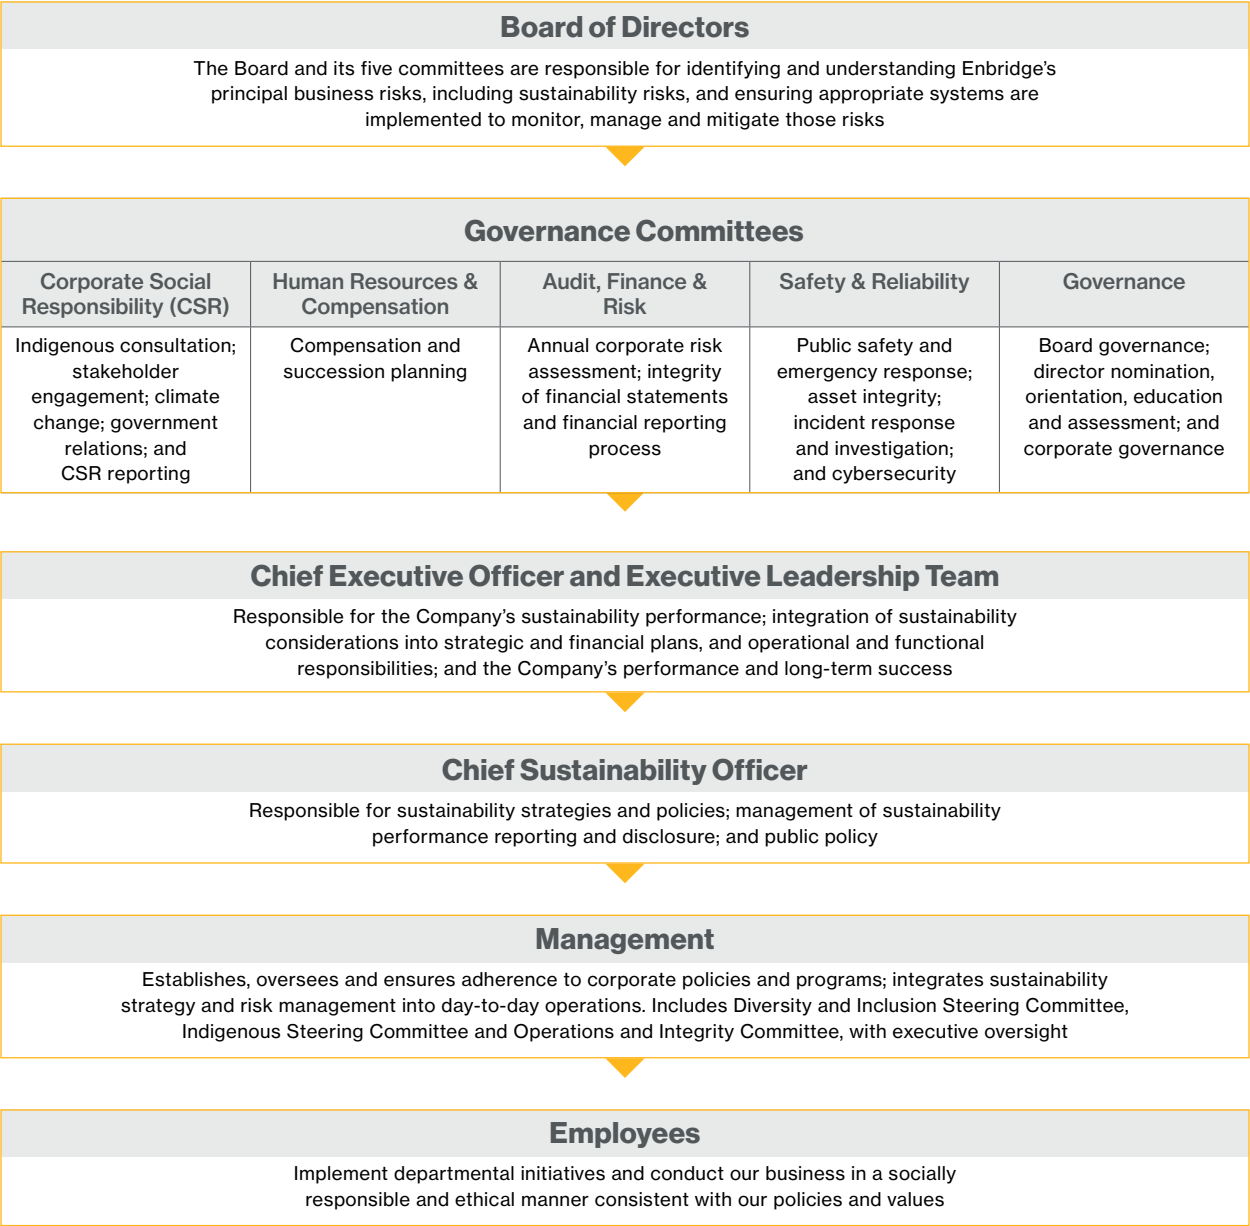 Board of Directors
The Board and its five committees are responsible for identifying and understanding Enbridge’s
principal business risks, including sustainability risks, and ensuring appropriate systems are
implemented to monitor, manage and mitigate those risks
Governance Committees
Corporate Social
Responsibility (CSR)
Indigenous consultation;
stakeholder
engagement; climate
change; government
relations; and
CSR reporting
Human Resources &
Compensation
Compensation and
succession planning
Audit, Finance &
Risk
Annual corporate risk
assessment; integrity
of financial statements
and financial reporting
process
Safety & Reliability
Public safety and
emergency response;
asset integrity;
incident response
and investigation;
and cybersecurity
Governance
Board governance;
director nomination,
orientation, education
and assessment; and
corporate governance
Chief Executive Officer and Executive Leadership Team
Responsible for the Company’s sustainability performance; integration of sustainability
considerations into strategic and financial plans, and operational and functional
responsibilities; and the Company’s performance and long-term success
Chief Sustainability Officer
Responsible for sustainability strategies and policies; management of sustainability
performance reporting and disclosure; and public policy
Management
Establishes, oversees and ensures adherence to corporate policies and programs; integrates sustainability
strategy and risk management into day-to-day operations. Includes Diversity and Inclusion Steering Committee,
Indigenous Steering Committee and Operations and Integrity Committee, with executive oversight
Employees
Implement departmental initiatives and conduct our business in a socially
responsible and ethical manner consistent with our policies and values